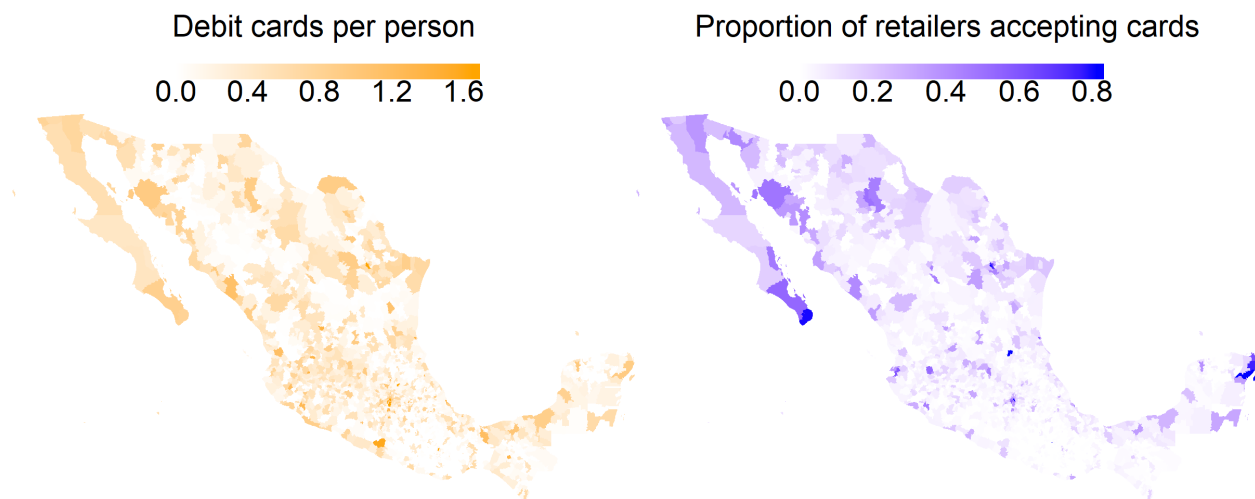 Debit cards per person
0.0 0.4 0.8 1.2 1.6
Proportion of retailers accepting cards
0.0 0.2 0.4 0.6 0.8